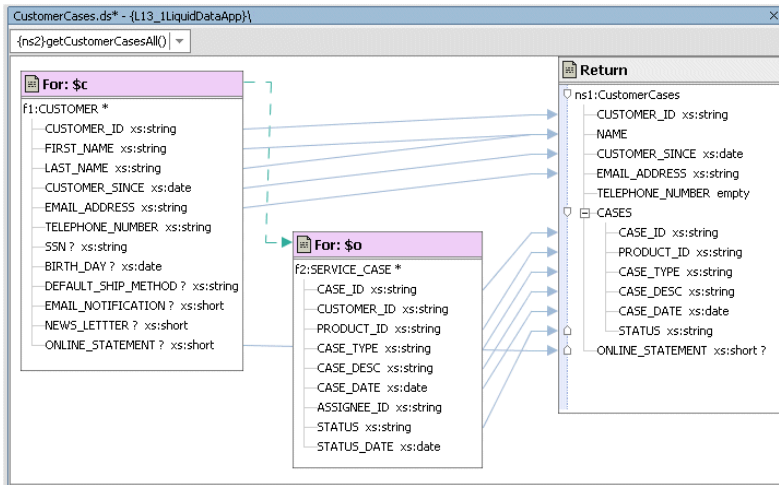 CustomerCases.ds* - {L13_1LiquidDataApp}\
{ns2}getCustomerCasesAll()
For: $c
f1:CUSTOMER *
CUSTOMER_ID xs:string
FIRST_NAME xs:string
LAST_NAME xs:string
CUSTOMER_SINCE xs:date
EMAIL_ADDRESS xs:string
TELEPHONE_NUMBER xs:string
SSN ? xs:string
BIRTH_DAY ? xs:date
DEFAULT_SHIP_METHOD ? xs:string
EMAIL_NOTIFICATION ? xs:short
NEWS_LETTTER ? xs:short
ONLINE_STATEMENT ? xs:short
For: $o
f2:SERVICE_CASE *
CASE_ID xs:string
CUSTOMER_ID xs:string
PRODUCT_ID xs:string
CASE_TYPE xs:string
CASE_DESC xs:string
CASE_DATE xs:date
ASSIGNEE_ID xs:string
STATUS xs:string
STATUS_DATE xs:date
Return
ns1:CustomerCases
CUSTOMER_ID xs:string
NAME
CUSTOMER_SINCE xs:date
EMAIL_ADDRESS xs:string
TELEPHONE_NUMBER empty
CASES
CASE_ID xs:string
PRODUCT_ID xs:string
CASE_TYPE xs:string
CASE_DESC xs:string
CASE_DATE xs:date
STATUS xs:string
ONLINE_STATEMENT xs:short ?